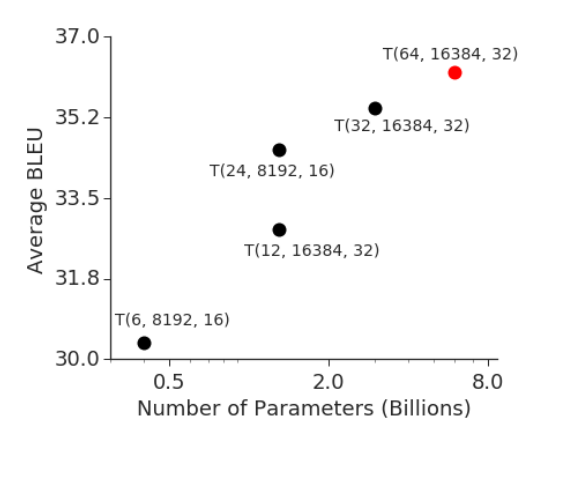 37.0
T(64, 16384, 32)
35.2
T(32, 16384, 32)
T(24, 8192, 16)
33.5
T(12, 16384, 32)
31.8
T(6, 8192, 16)
30.0
Average BLEU
0.5 2.0 8.0
Number of Parameters (Billions)